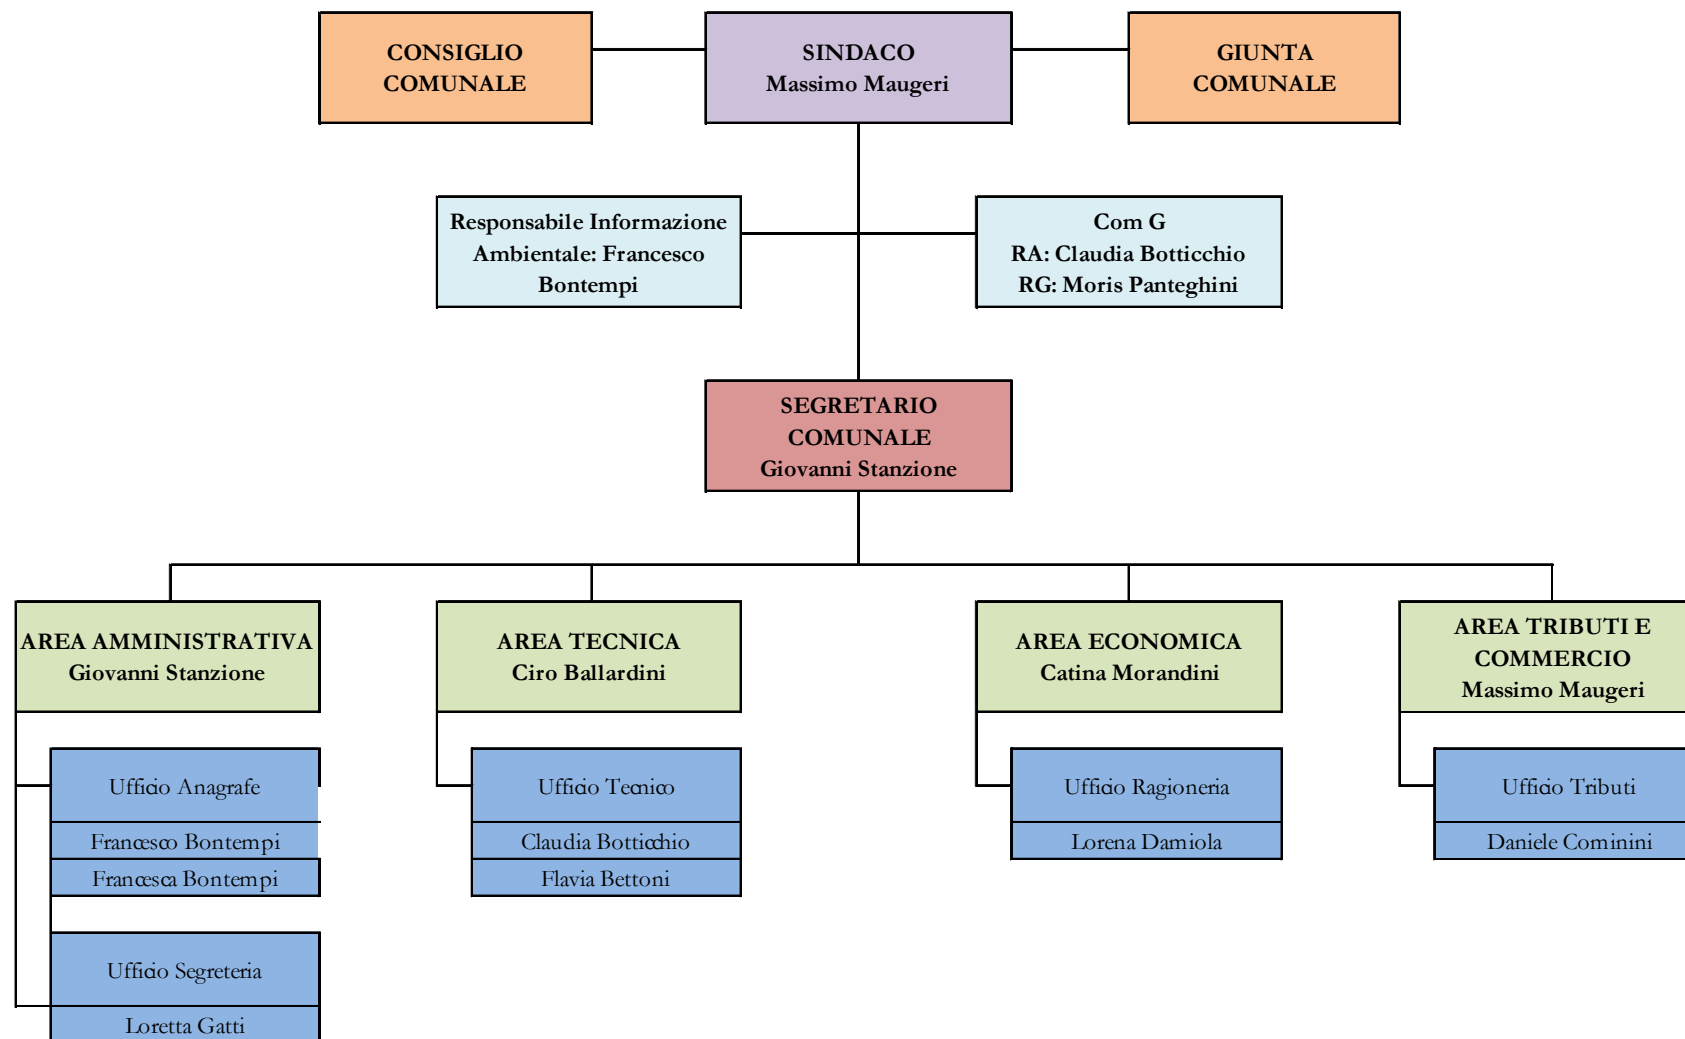 CONSIGLIO
COMUNALE
SINDACO
Massimo Maugeri
GIUNTA
COMUNALE
Responsabile Informazione
Ambientale: Francesco
Bontempi
Com G
RA: Claudia Botticchio
RG: Moris Panteghini
SEGRETARIO
COMUNALE
Giovanni Stanzione
AREA AMMINISTRATIVA
Giovanni Stanzione
AREA TECNICA
Ciro Ballardini
AREA ECONOMICA
Catina Morandini
AREA TRIBUTI E
COMMERCIO
Massimo Maugeri
Ufficio Anagrafe
Francesco Bontempi
Francesca Bontempi
Ufficio Tecnico
Claudia Botticchio
Flavia Bettoni
Ufficio Ragioneria
Lorena Damiola
Ufficio Tributi
Daniele Cominini
Ufficio Segreteria
Loretta Gatti